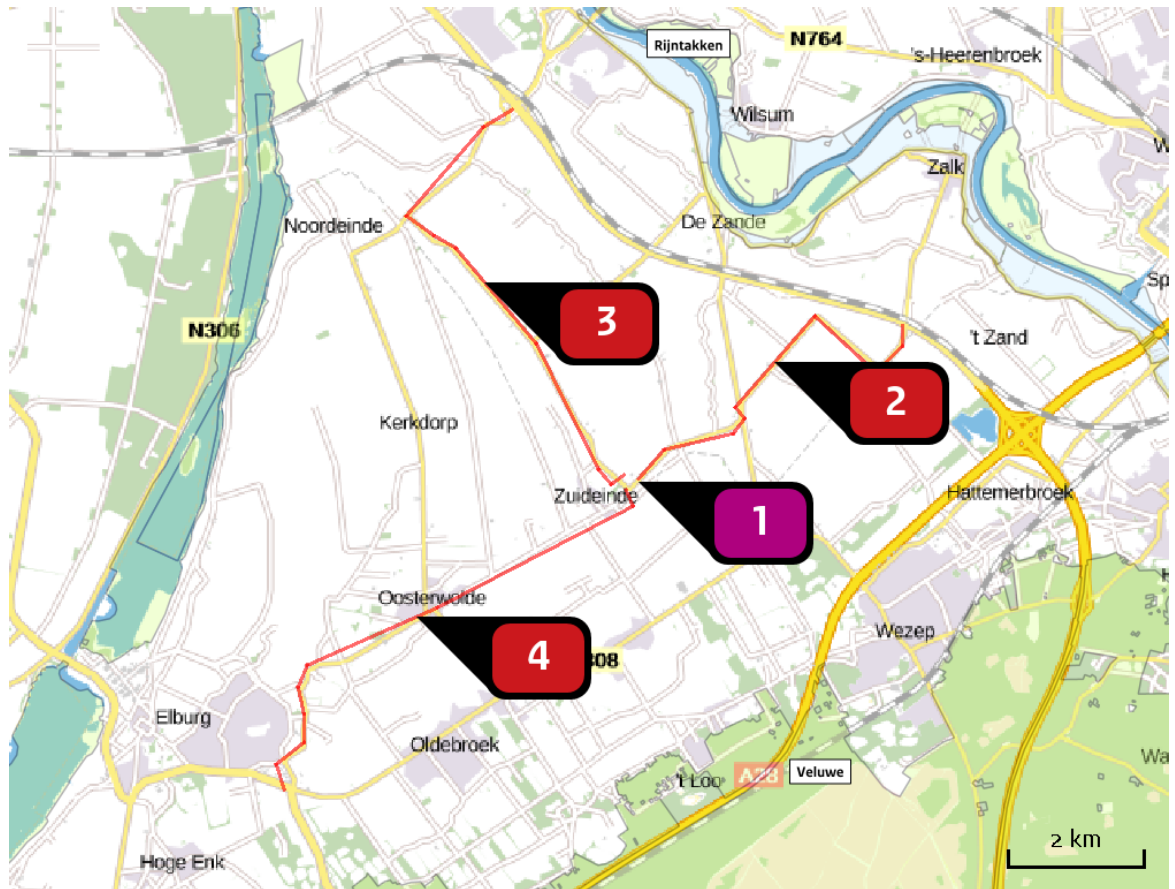 Rijntakken
N764
's-Heerenbroek
Wilsum
Zalk
De Zande
Noordeinde
N306
3
't Zand
2
Kerkdorp
Zuideinde
1
Hattemerbroek
Oosterwolde
4
308
Wezep
Elburg
Oldebroek
't Loo
A28
Veluwe
Hoge Enk
2 km